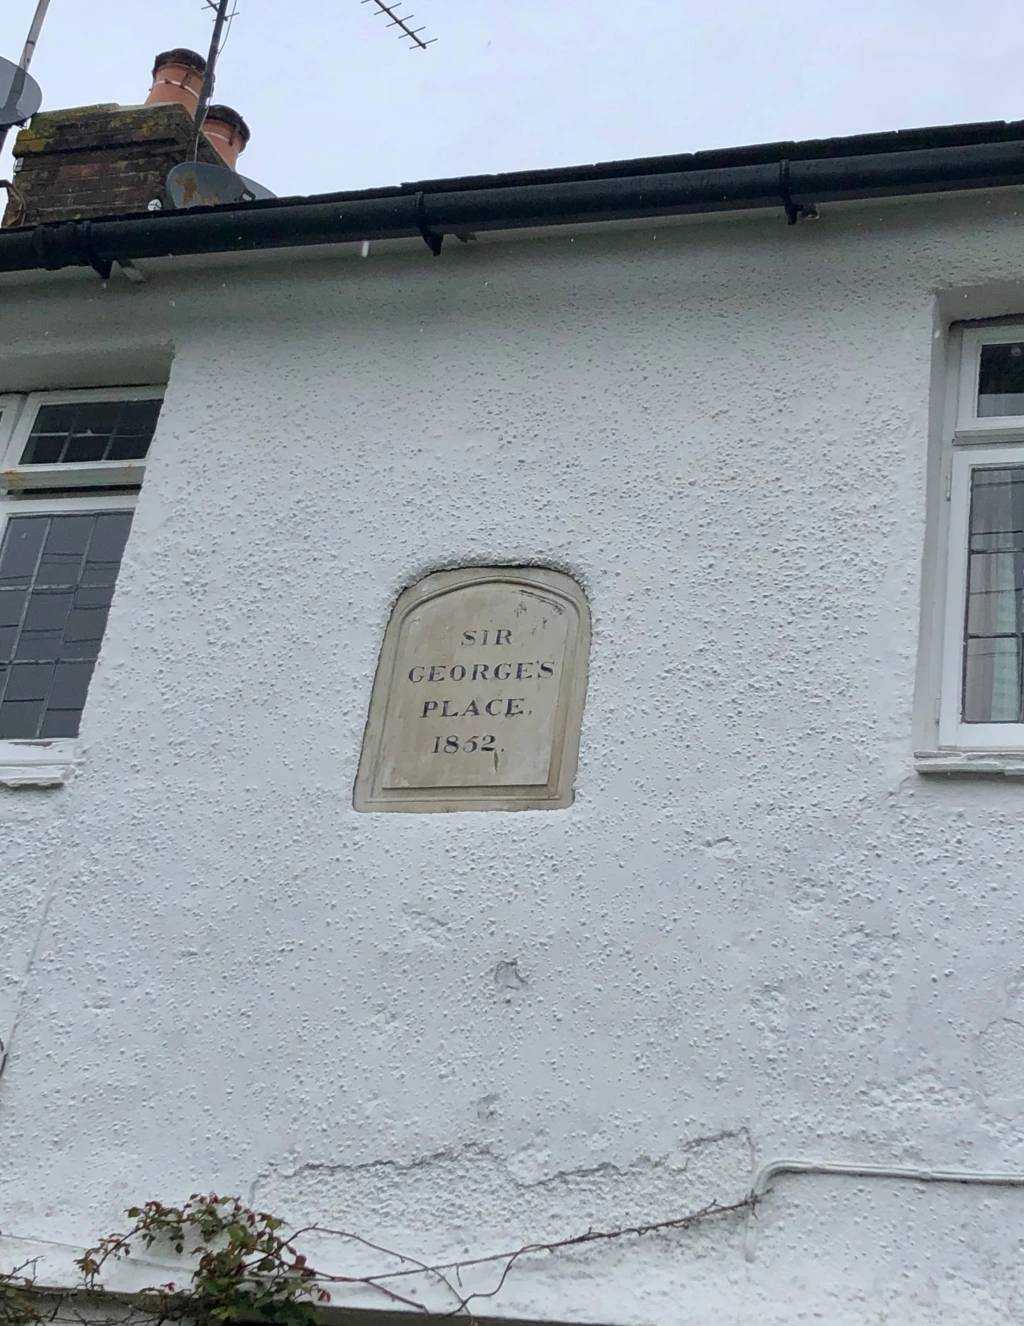 SIR
GEORGE'S
PLACE.
1852.